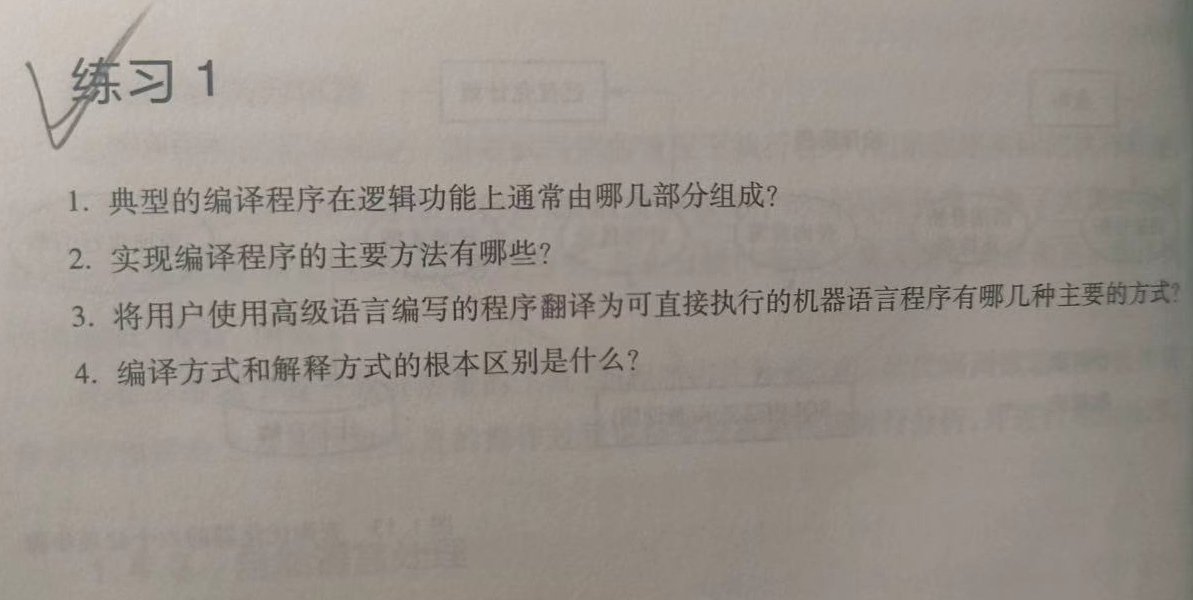 练习 1
1. 典型的编译程序在逻辑功能上通常由哪几部分组成?
2. 实现编译程序的主要方法有哪些?
3. 将用户使用高级语言编写的程序翻译为可直接执行的机器语言程序有哪几种主要的方式?
4. 编译方式和解释方式的根本区别是什么?